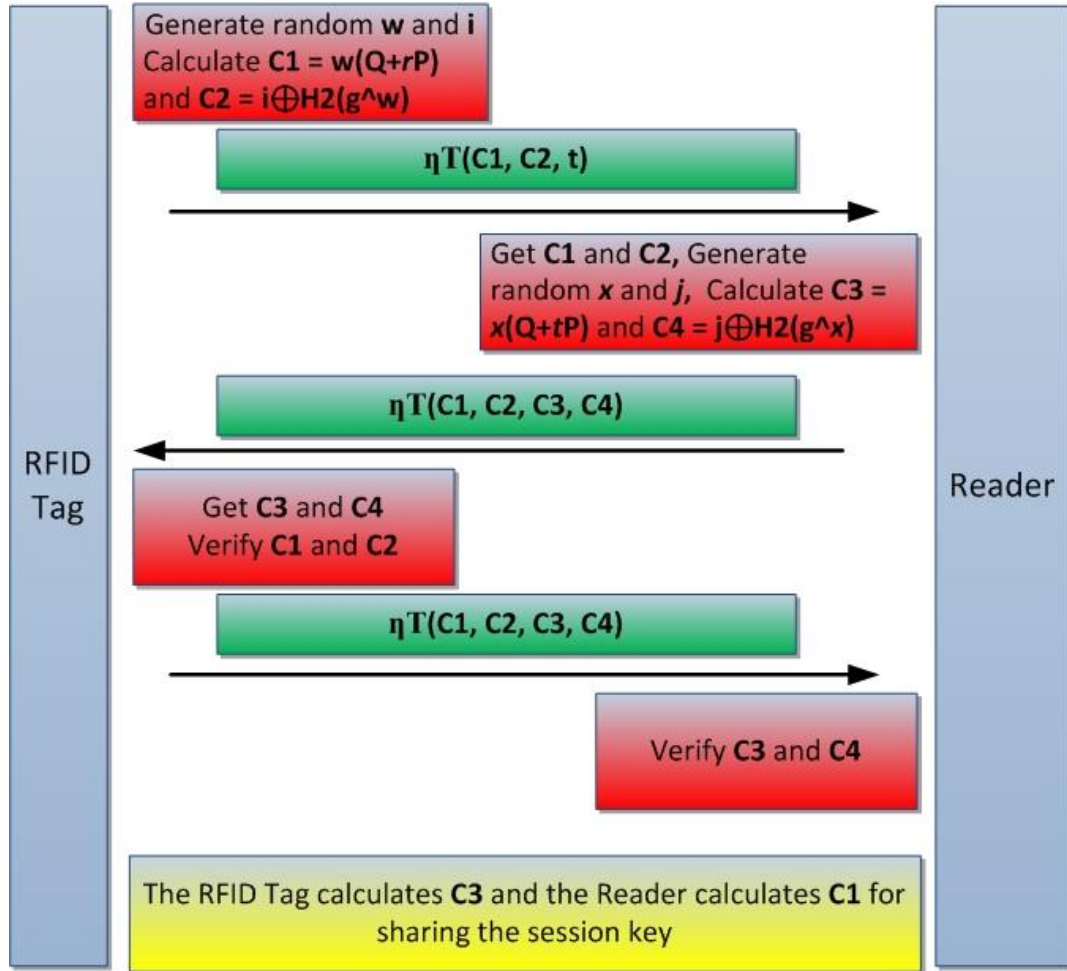 Generate random w and i
Calculate C1 = w(Q+rP)
and C2 = i⊕H2(g^w)
ηT(C1, C2, t)
Get C1 and C2, Generate
random x and j, Calculate C3 =
x(Q+tP) and C4 = j⊕H2(g^x)
ηT(C1, C2, C3, C4)
RFID
Tag
Reader
Get C3 and C4
Verify C1 and C2
ηT(C1, C2, C3, C4)
Verify C3 and C4
The RFID Tag calculates C3 and the Reader calculates C1 for
sharing the session key